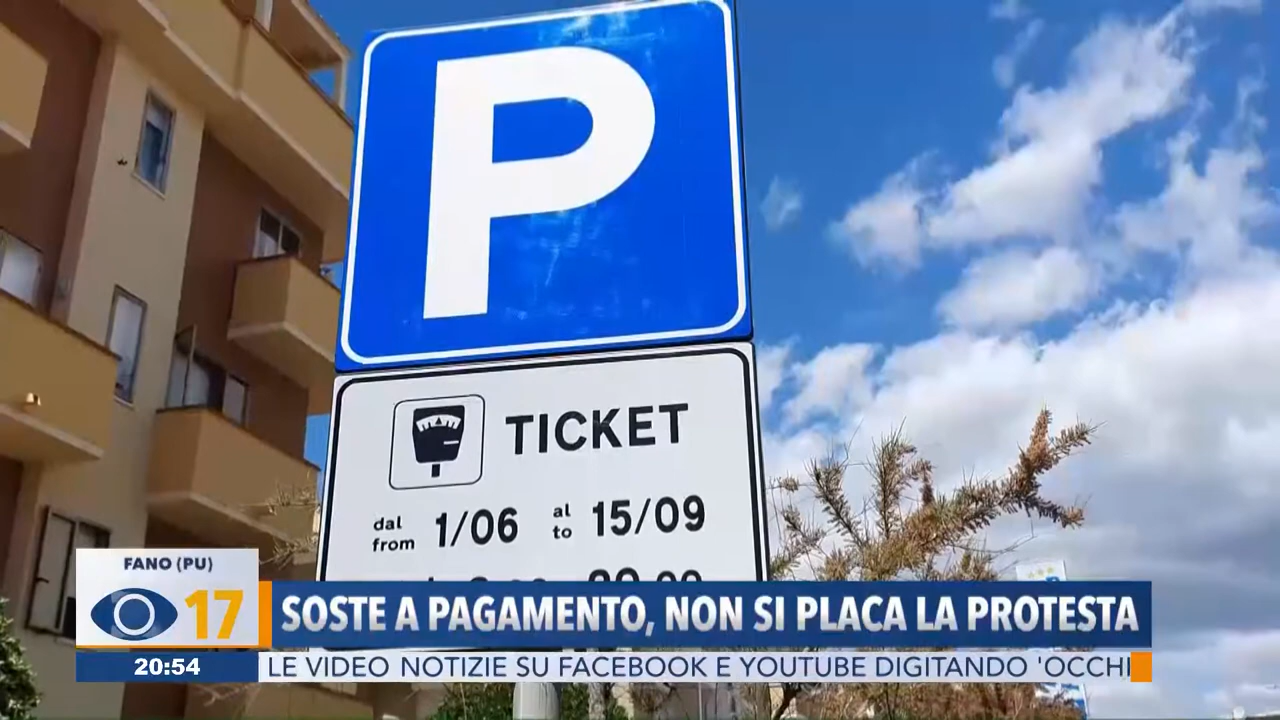 P
TICKET
dal 1/06 al 15/09
from to
FANO (PU)
17
SOSTE A PAGAMENTO, NON SI PLACA LA PROTESTA
20:54
LE VIDEO NOTIZIE SU FACEBOOK E YOUTUBE DIGITANDO 'OCCHI